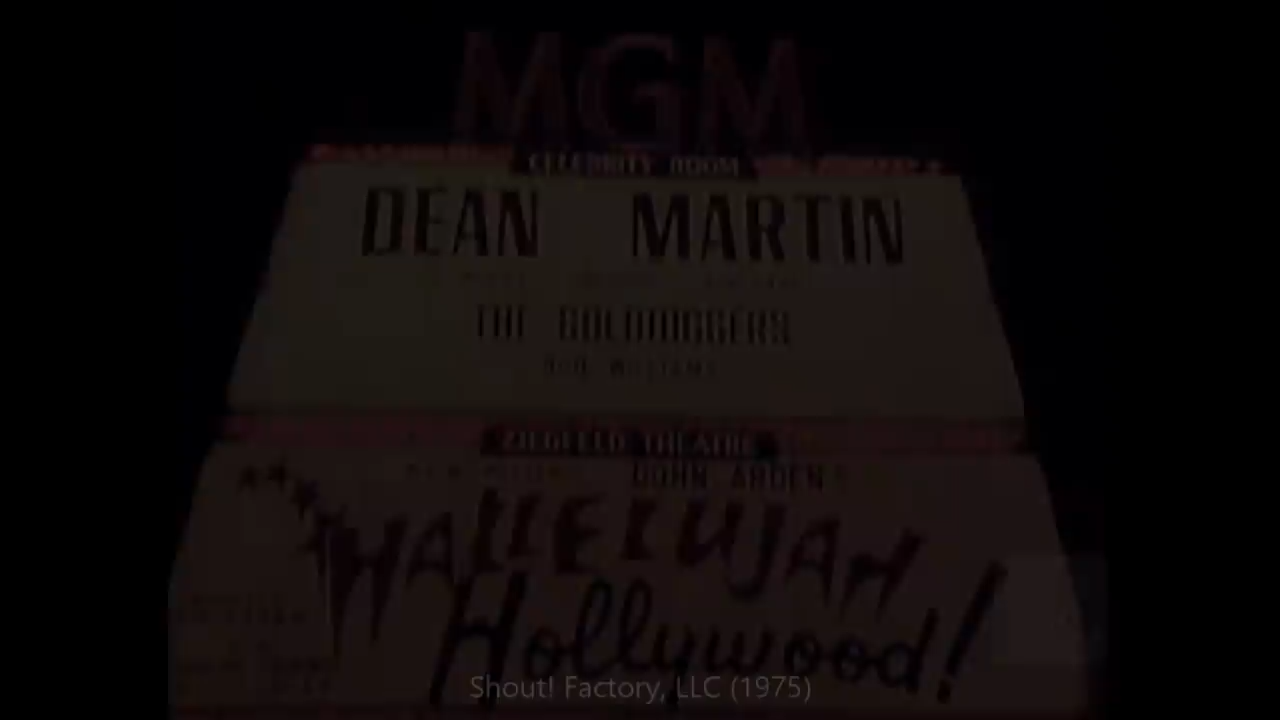 MGM
CELEBRITY ROOM
DEAN MARTIN
THE GOLDDIGGERS
ZIEGFELD THEATRE
DONN ARDEN'S
HALLELUJAH
Hollywood!
Shout! Factory, LLC (1975)